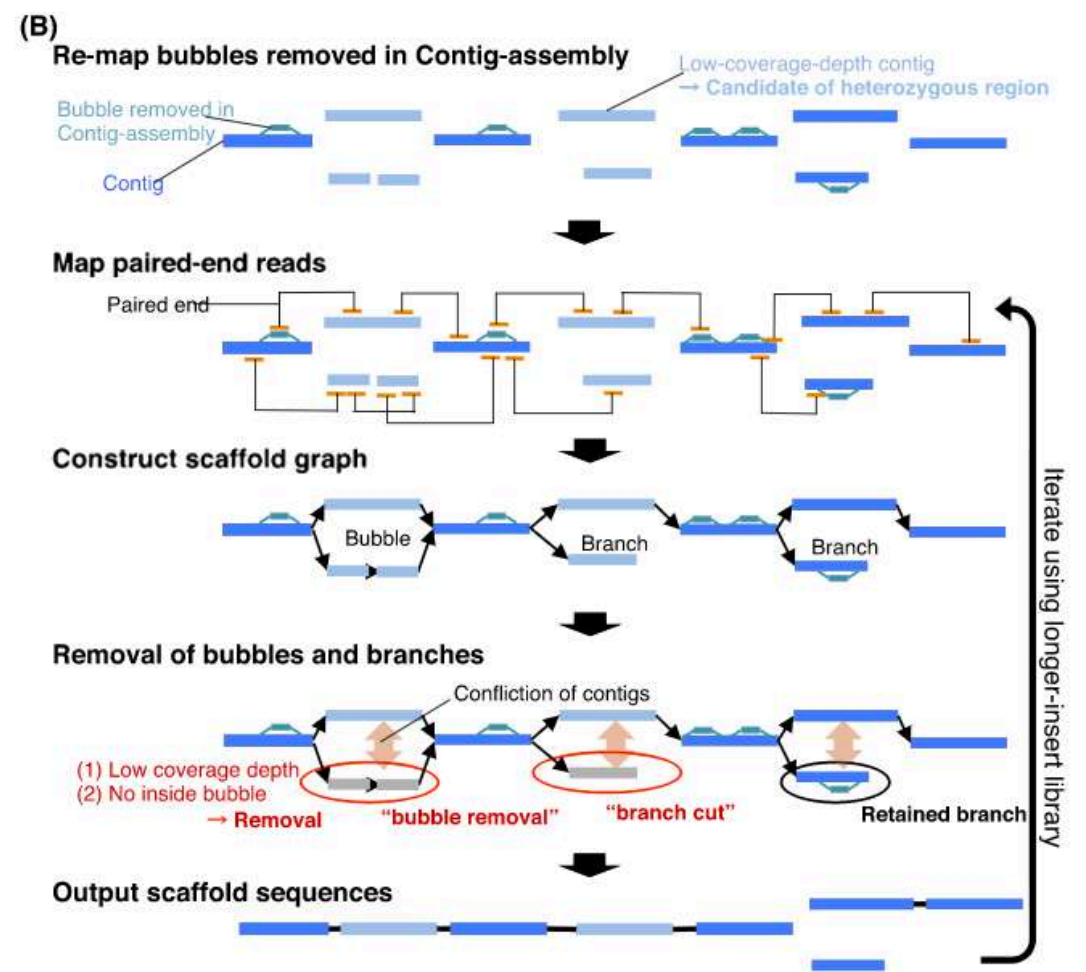 (B)
Re-map bubbles removed in Contig-assembly
Low-coverage-depth contig
→ Candidate of heterozygous region
Bubble removed in
Contig-assembly
Contig
Map paired-end reads
Paired end
Construct scaffold graph
Bubble
Branch
Branch
Iterate using longer-insert library
Removal of bubbles and branches
Confliction of contigs
(1) Low coverage depth
(2) No inside bubble
→ Removal
“bubble removal”
“branch cut”
Retained branch
Output scaffold sequences